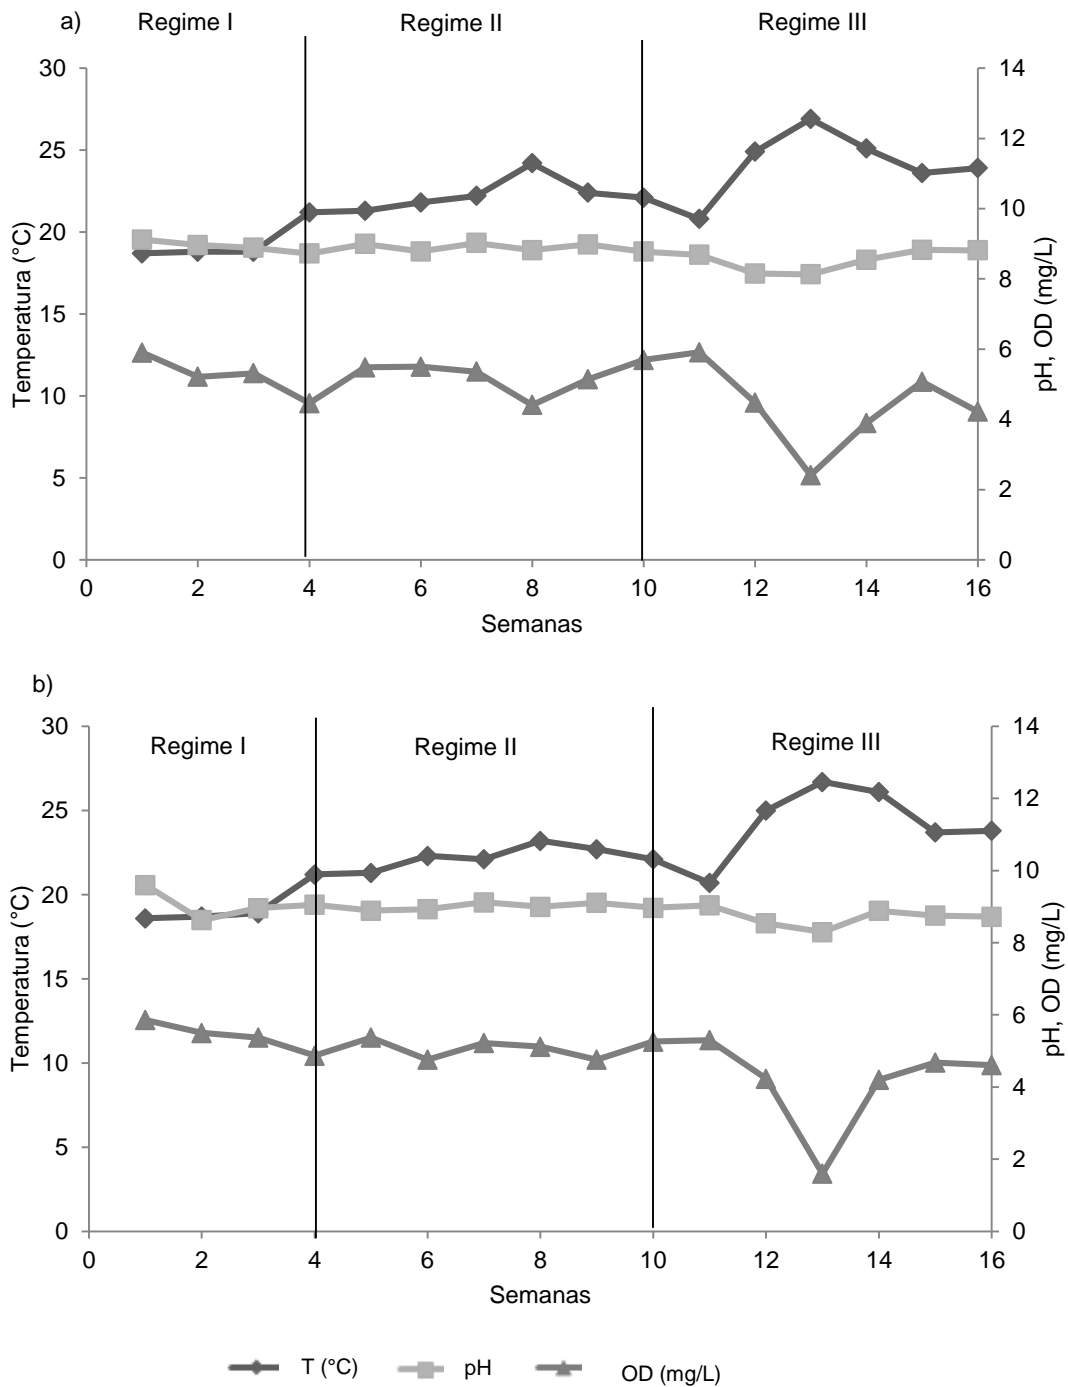 a)
Regime I Regime II Regime III
30
25
20
15
10
5
0
14
12
10
8
6
4
2
0
Temperatura (°C)
pH, OD (mg/L)
0 2 4 6 8 10 12 14 16
Semanas
b)
Regime I Regime II Regime III
30
25
20
15
10
5
0
14
12
10
8
6
4
2
0
Temperatura (°C)
pH, OD (mg/L)
0 2 4 6 8 10 12 14 16
Semanas
T (°C) pH OD (mg/L)